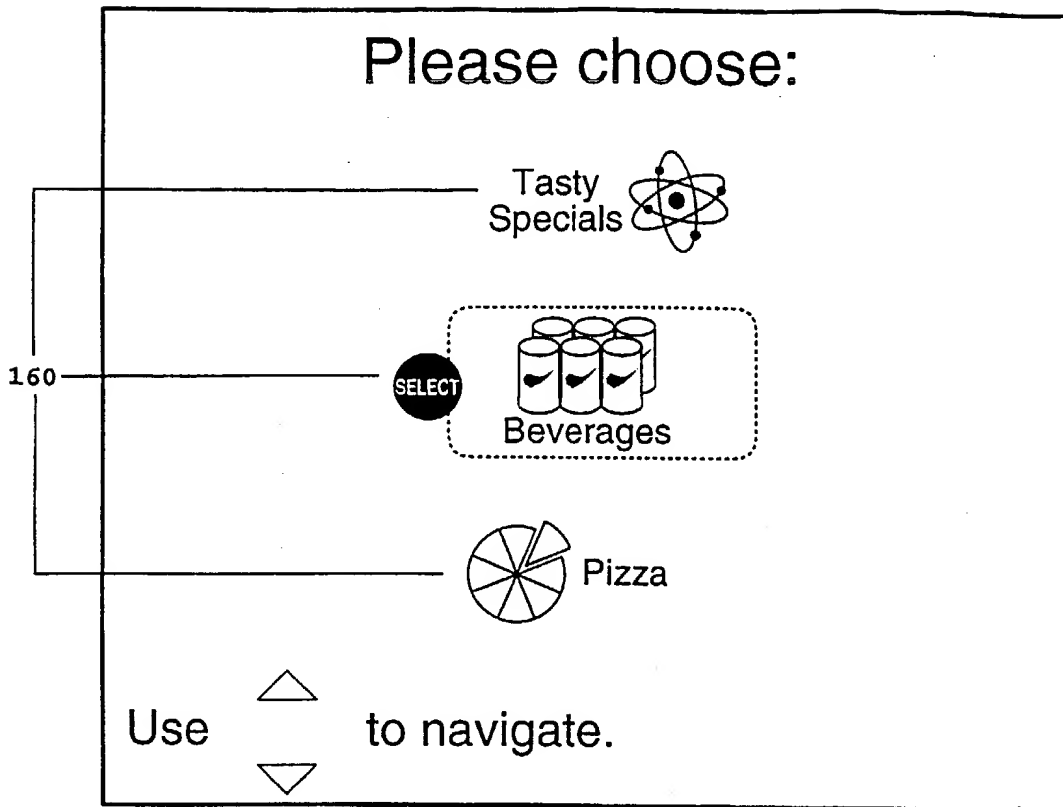 Please choose:
Tasty
Specials
160
SELECT
Beverages
Pizza
Use to navigate.